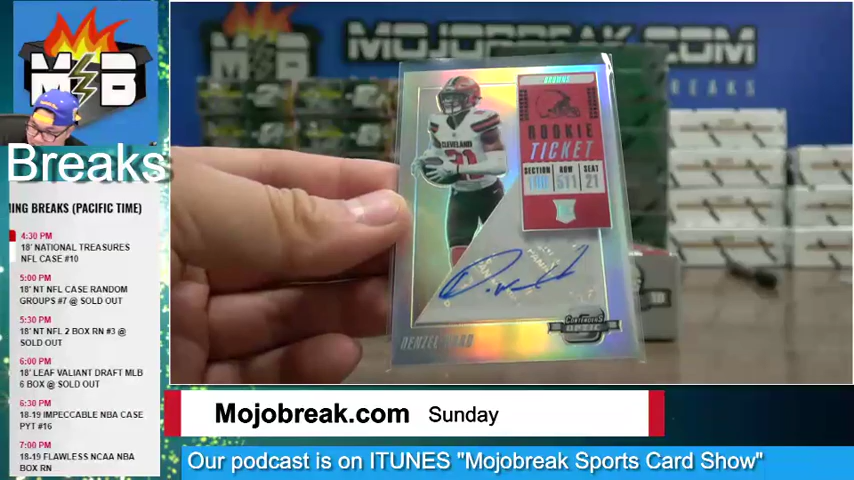 M B
MOJOBREAK.COM
BREAKS
Breaks
ING BREAKS (PACIFIC TIME)
4:30 PM
18' NATIONAL TREASURES
NFL CASE #10
5:00 PM
18' NT NFL CASE RANDOM
GROUPS #7 @ SOLD OUT
5:30 PM
18' NT NFL 2 BOX RN #3 @
SOLD OUT
6:00 PM
18' LEAF VALIANT DRAFT MLB
6 BOX @ SOLD OUT
6:30 PM
18-19 IMPECCABLE NBA CASE
PYT #16
7:00 PM
18-19 FLAWLESS NCAA NBA
BOX RN
BROWNS
ROOKIE
TICKET
SECTION ROW SEAT
511 21
CLEVELAND
21
CONTENDERS
OPTIC
Mojobreak.com Sunday
Our podcast is on ITUNES "Mojobreak Sports Card Show"